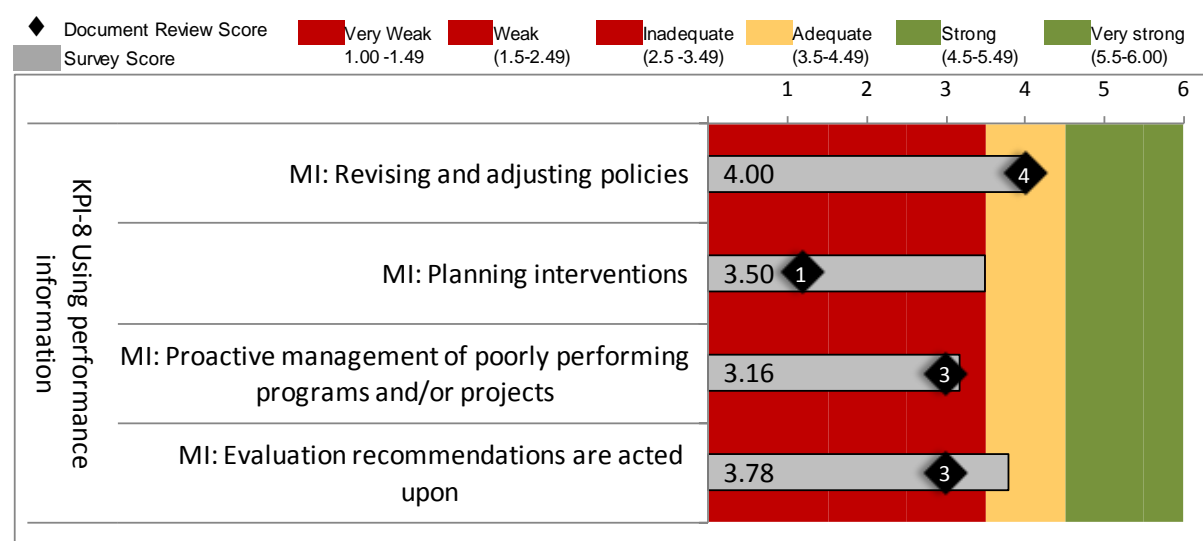 Document Review Score
Survey Score
Very Weak
1.00 -1.49
Weak
(1.5-2.49)
Inadequate
(2.5 -3.49)
Adequate
(3.5-4.49)
Strong
(4.5-5.49)
Very strong
(5.5-6.00)
1 2 3 4 5 6
KPI-8 Using performance
information
MI: Revising and adjusting policies
4.00 4
MI: Planning interventions
3.50 1
MI: Proactive management of poorly performing
programs and/or projects
3.16 3
MI: Evaluation recommendations are acted
upon
3.78 3